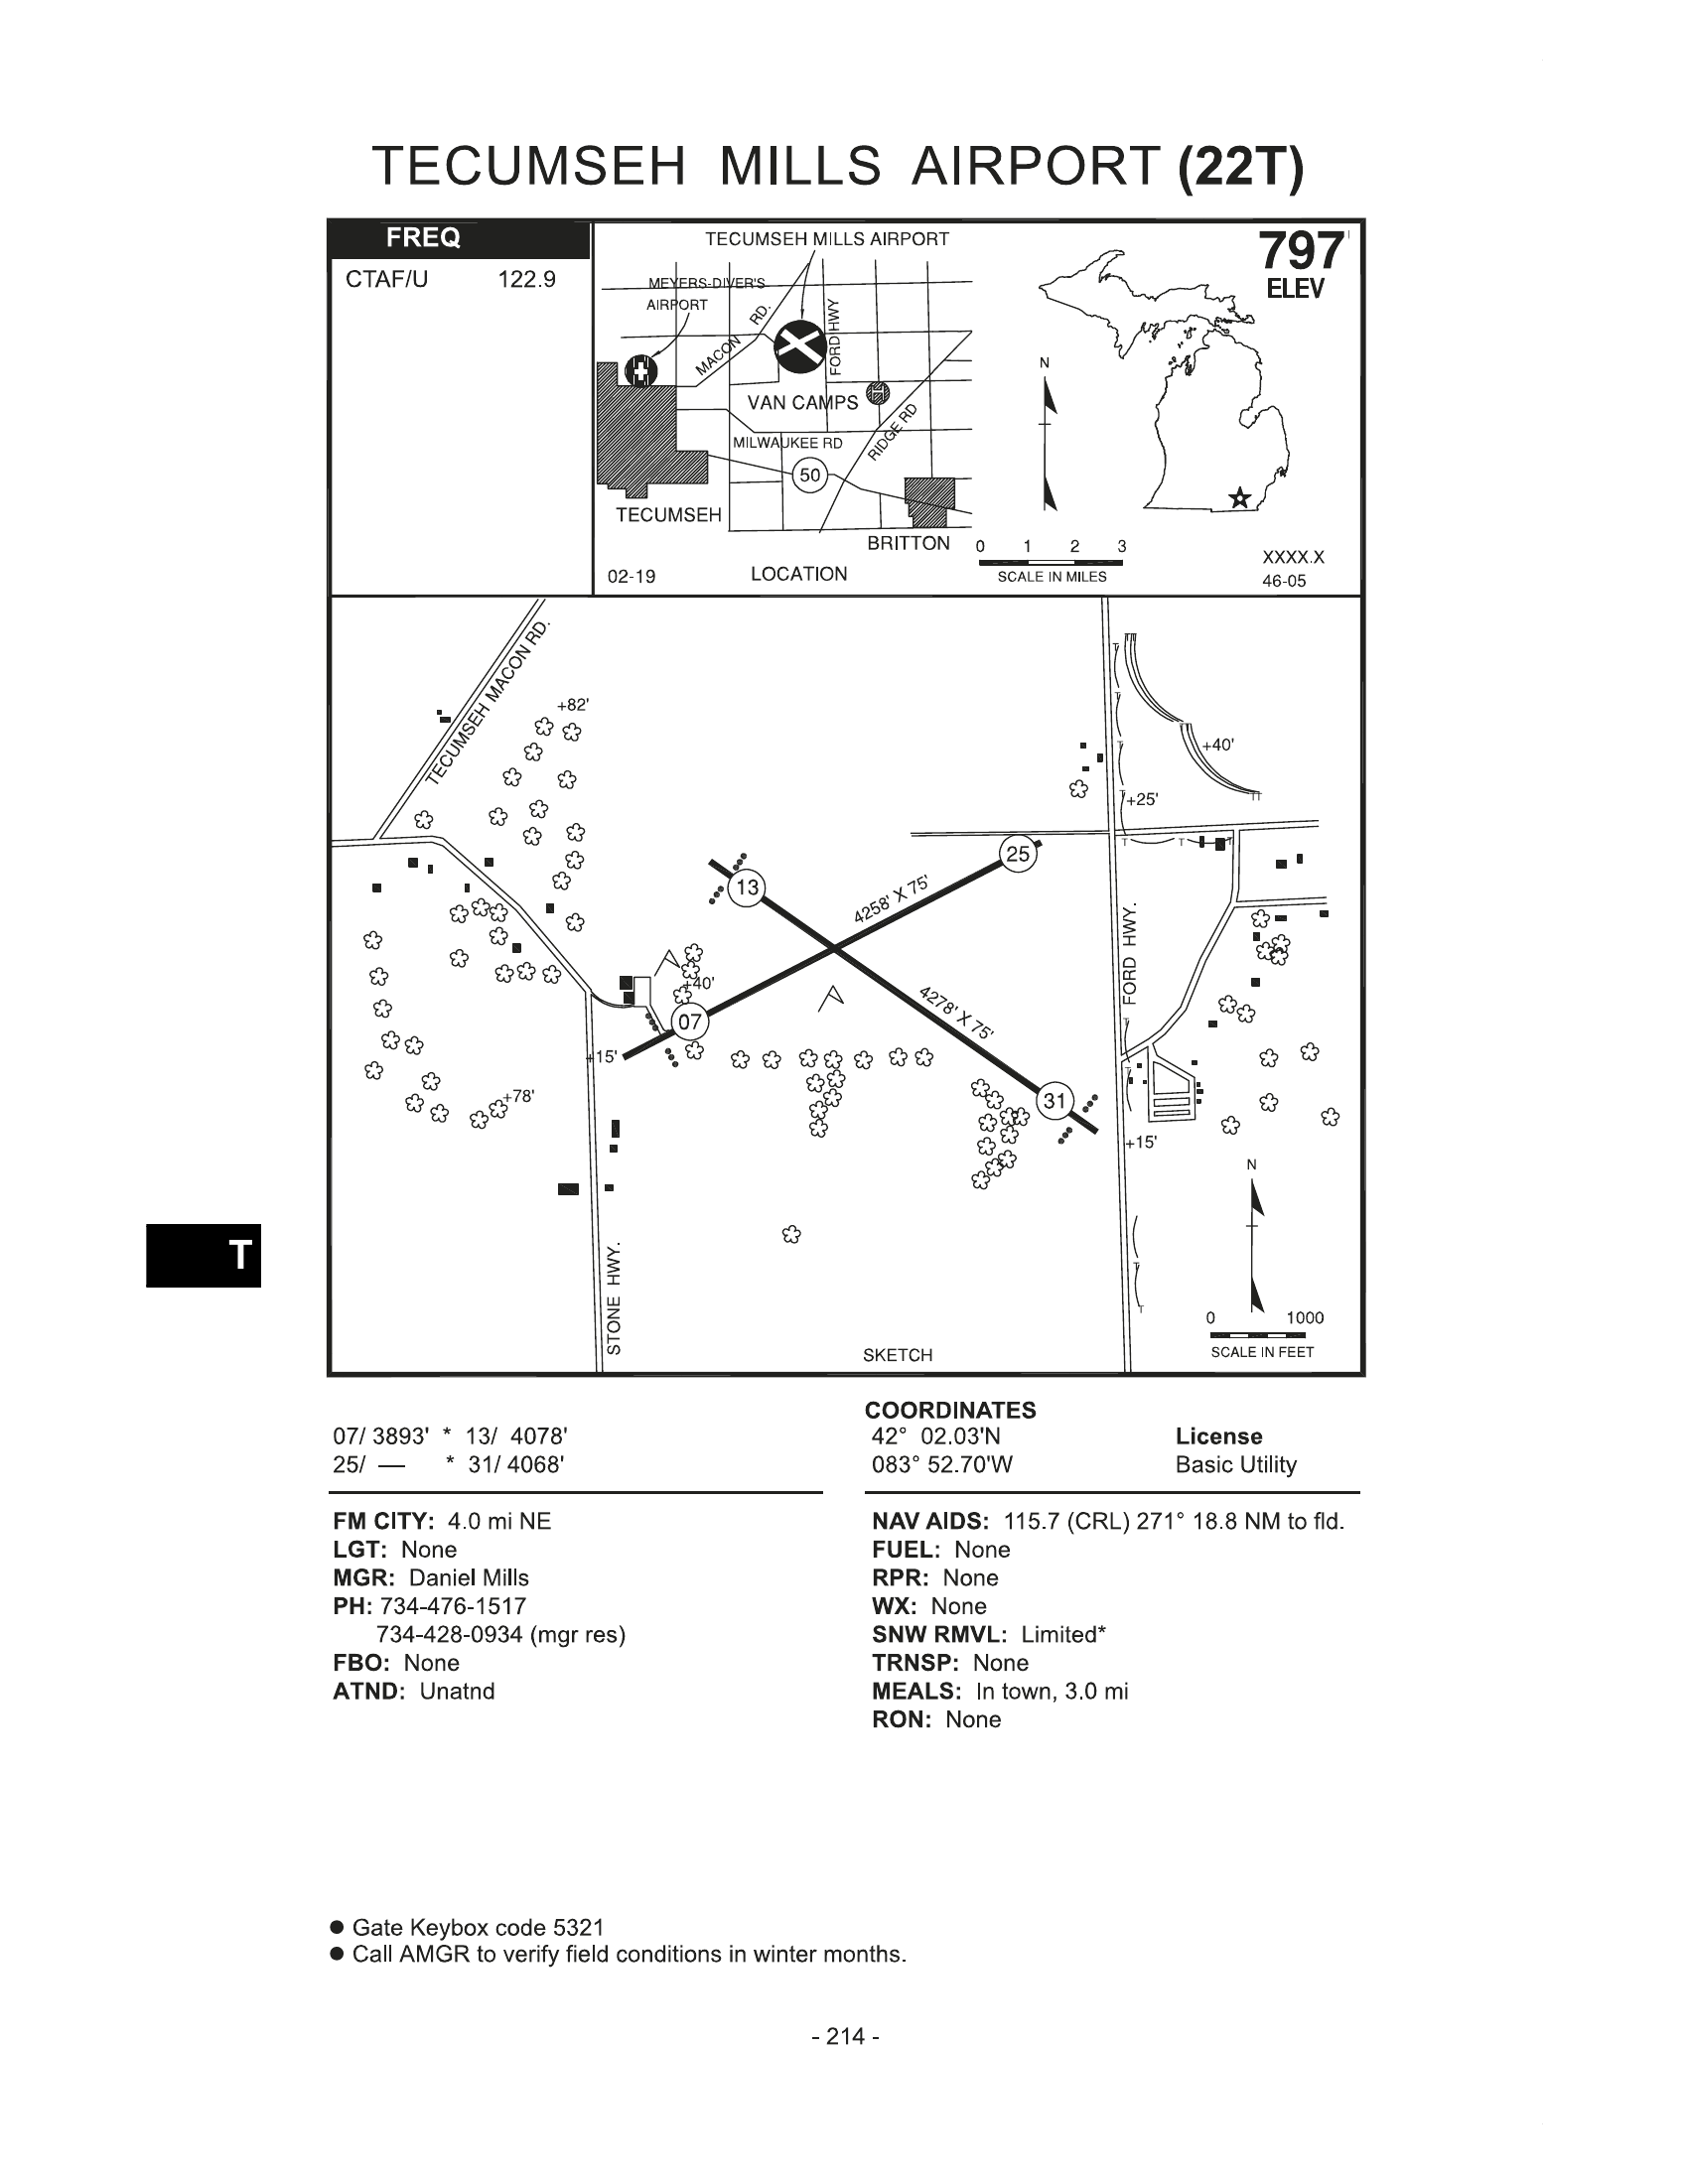 TECUMSEH MILLS AIRPORT (22T)
FREQ
CTAF/U 122.9
TECUMSEH MILLS AIRPORT
MEYERS-DIVER'S
AIRPORT
MACON RD.
FORD HWY
VAN CAMPS
H
MILWAUKEE RD
RIDGE RD
50
TECUMSEH
BRITTON
02-19
LOCATION
797
ELEV
N
0 1 2 3
SCALE IN MILES
XXXX.X
46-05
TECUMSEH MACON RD.
+82'
+40'
+25'
25
13
4258' X 75'
FORD HWY.
+40'
4278' X 75'
07
+15'
+78'
31
+15'
N
STONE HWY.
0 1000
SCALE IN FEET
SKETCH
T
07/ 3893' * 13/ 4078'
25/ — * 31/ 4068'
COORDINATES
42° 02.03'N
083° 52.70'W
License
Basic Utility
FM CITY: 4.0 mi NE
LGT: None
MGR: Daniel Mills
PH: 734-476-1517
734-428-0934 (mgr res)
FBO: None
ATND: Unatnd
NAV AIDS: 115.7 (CRL) 271° 18.8 NM to fld.
FUEL: None
RPR: None
WX: None
SNW RMVL: Limited*
TRNSP: None
MEALS: In town, 3.0 mi
RON: None
● Gate Keybox code 5321
● Call AMGR to verify field conditions in winter months.
- 214 -